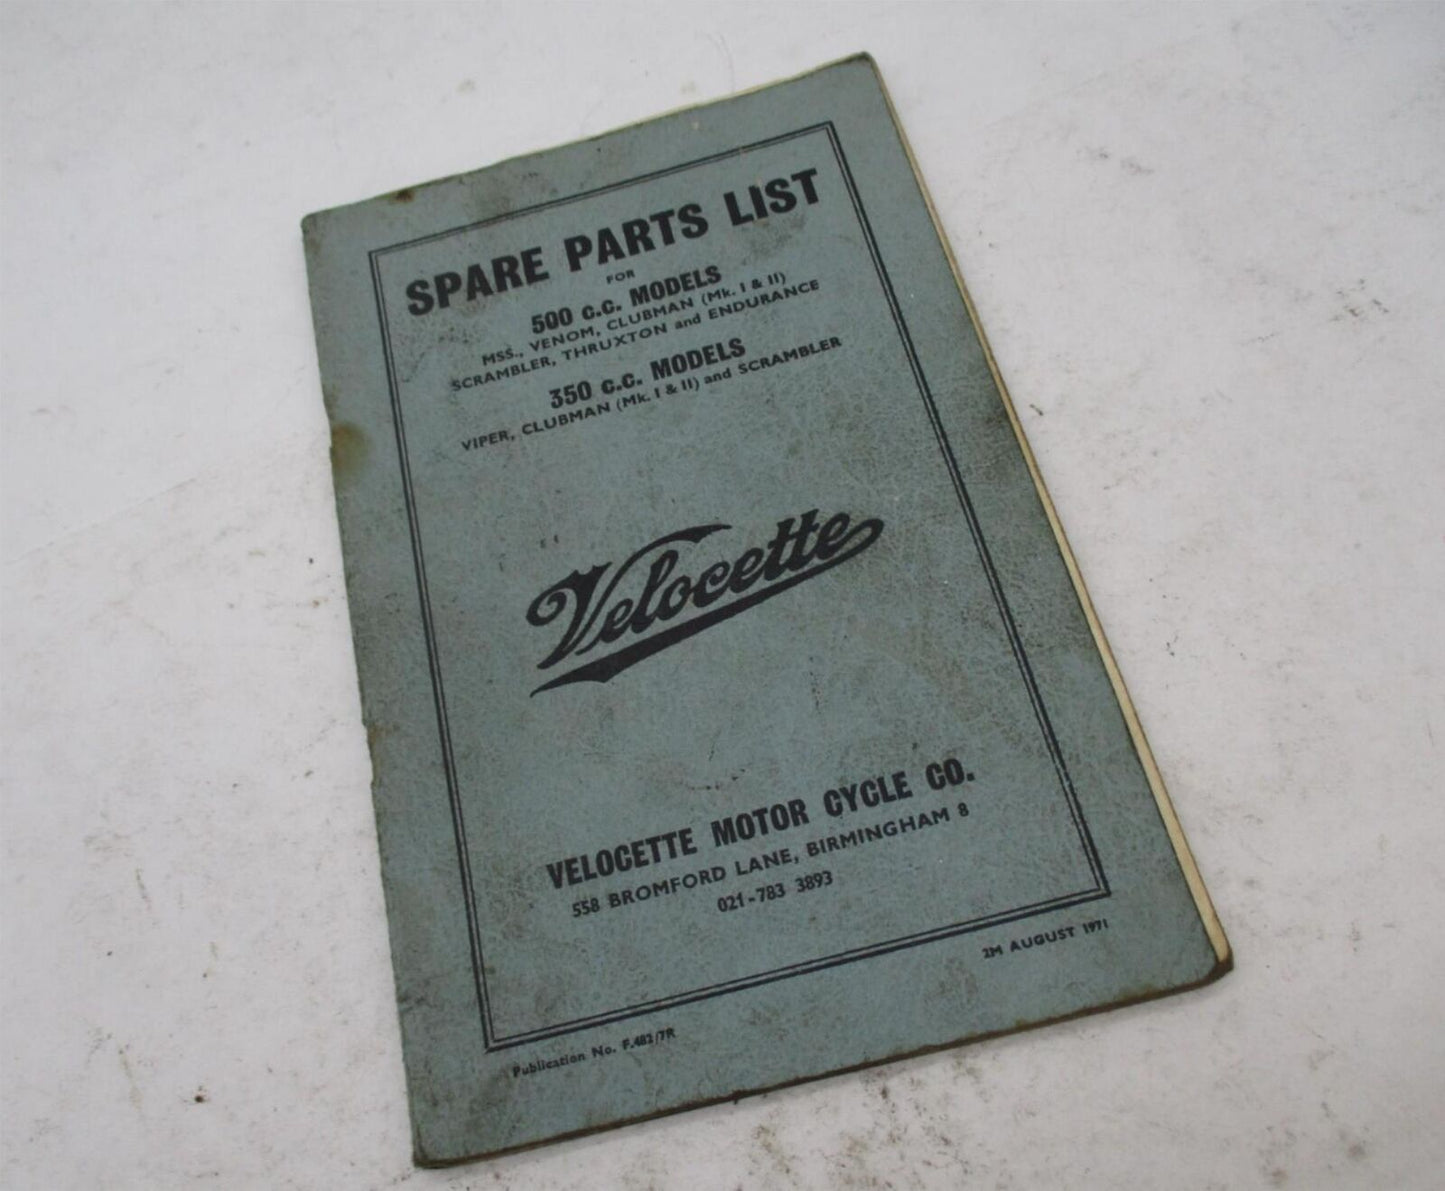 SPARE PARTS LIST
FOR
500 c.c. MODELS
MSS., VENOM, CLUBMAN (Mk. I & II)
SCRAMBLER, THRUXTON and ENDURANCE
350 c.c. MODELS
VIPER, CLUBMAN (Mk. I & II) and SCRAMBLER
Velocette
VELOCETTE MOTOR CYCLE CO.
558 BROMFORD LANE, BIRMINGHAM 8
021-783 3893
2M AUGUST 1971
Publication No. F.482/7R